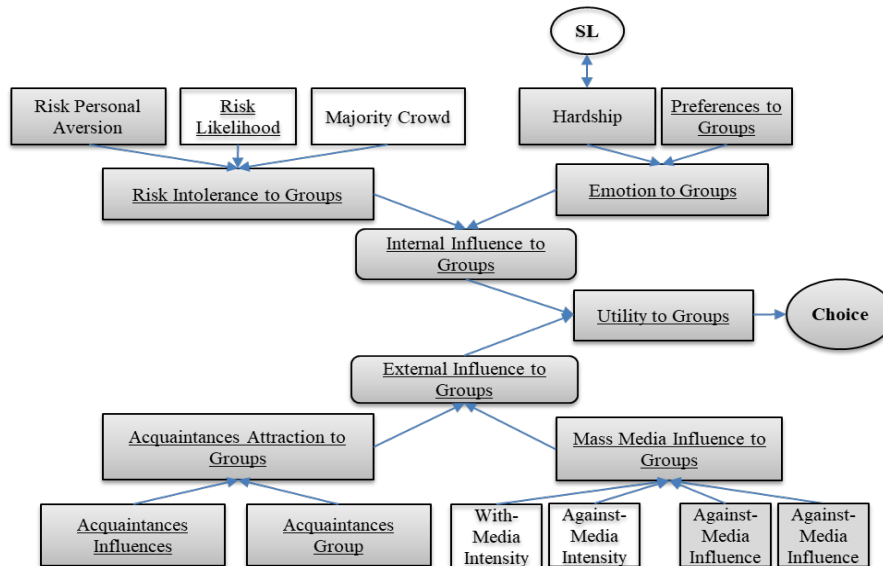 SL
Risk Personal
Aversion
Risk
Likelihood
Majority Crowd
Hardship
Preferences to
Groups
Risk Intolerance to Groups
Emotion to Groups
Internal Influence to
Groups
Utility to Groups
Choice
External Influence to
Groups
Acquaintances Attraction to
Groups
Mass Media Influence to
Groups
Acquaintances
Influences
Acquaintances
Group
With-
Media
Intensity
Against-
Media
Intensity
Against-
Media
Influence
Against-
Media
Influence